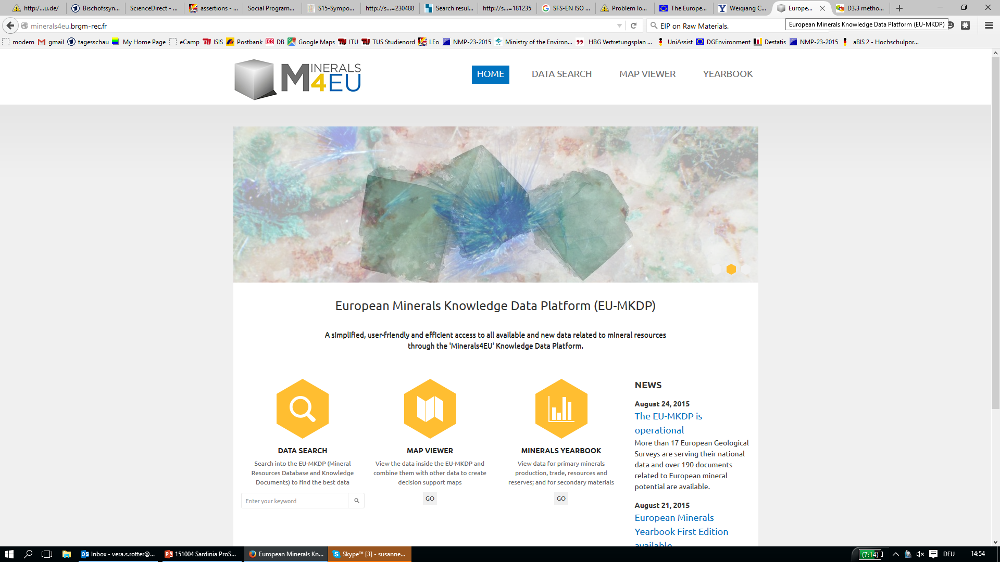 http:/...u.de/
Bischofssyn...
ScienceDirect - ...
assertions - ...
Social Program...
S15-Sympo...
http://s...=230488
Search resul...
http://s...=181235
SFS-EN ISO ...
Problem lo...
The Europe...
Weiqiang C...
Europe...
D3.3 metho...
minerals4eu.brgm-rec.fr
EIP on Raw Materials.
European Minerals Knowledge Data Platform (EU-MKDP)
modem
gmail
tagesschau
My Home Page
eCamp
ISIS
Postbank
DB
Google Maps
ITU
TUS Studienord
LEo
NMP-23-2015
Ministry of the Environ...
HBG Vertretungsplan ...
UniAssist
DGEnvironment
Destatis
NMP-23-2015
aBIS 2 - Hochschulpor...
MINERALS
4EU
HOME
DATA SEARCH
MAP VIEWER
YEARBOOK
European Minerals Knowledge Data Platform (EU-MKDP)
A simplified, user-friendly and efficient access to all available and new data related to mineral resources
through the 'Minerals4EU' Knowledge Data Platform.
DATA SEARCH
Search into the EU-MKDP (Mineral
Resources Database and Knowledge
Documents) to find the best data
Enter your keyword
MAP VIEWER
View the data inside the EU-MKDP and
combine them with other data to create
decision support maps
GO
MINERALS YEARBOOK
View data for primary minerals
production, trade, resources and
reserves; and for secondary materials
GO
NEWS
August 24, 2015
The EU-MKDP is
operational
More than 17 European Geological
Surveys are serving their national
data and over 190 documents
related to European mineral
potential are available.
August 21, 2015
European Minerals
Yearbook First Edition
available
Inbox - vera.s.rotter@...
151004 Sardinia ProS...
European Minerals Kn...
Skype™ [3] - susanne...
(7:14)
DEU
14:54